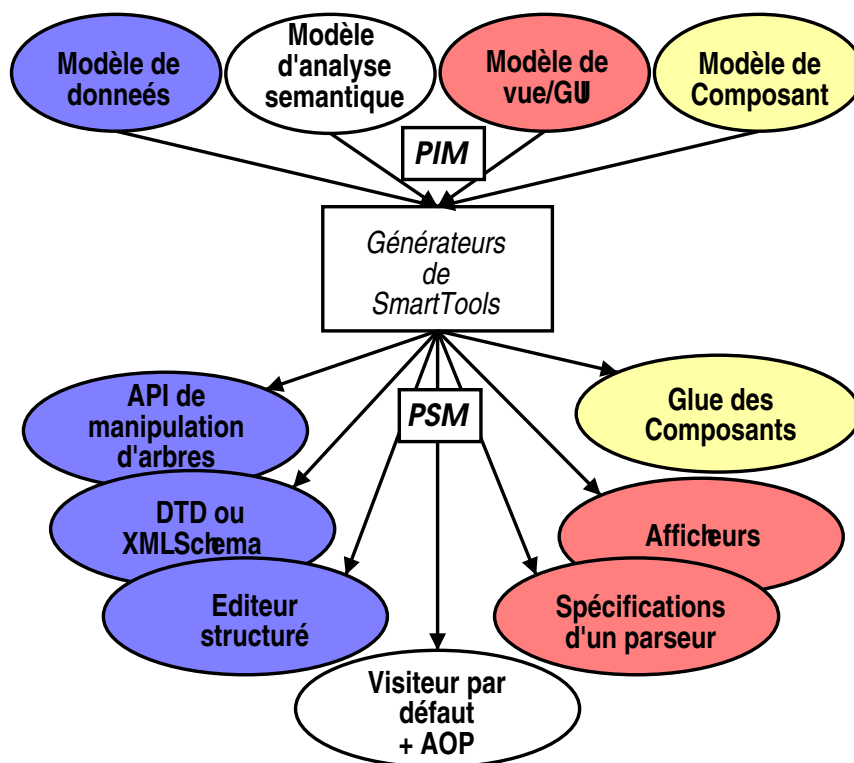 Modèle de
donneés
Modèle
d'analyse
semantique
Modèle de
vue/GUI
Modèle de
Composant
PIM
Générateurs
de
SmartTools
API de
manipulation
d'arbres
PSM
Glue des
Composants
DTD ou
XMLSchema
Afficheurs
Editeur
structuré
Spécifications
d'un parseur
Visiteur par
défaut
+ AOP